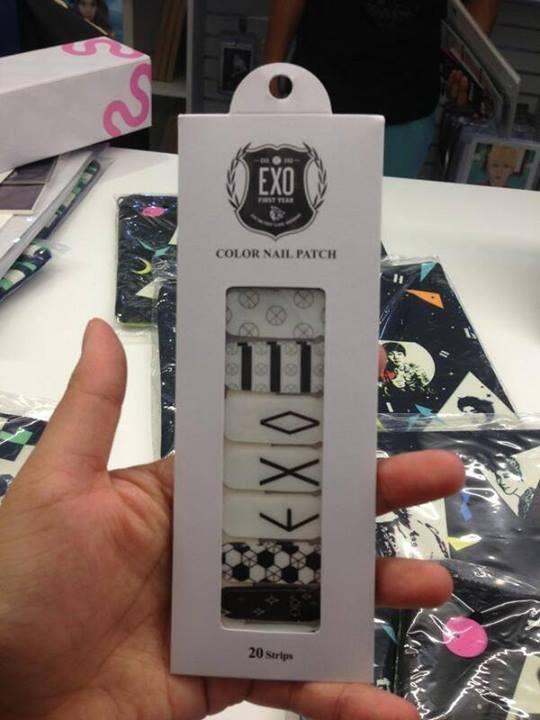 EXO
FIRST YEAR
COLOR NAIL PATCH
20 Strips